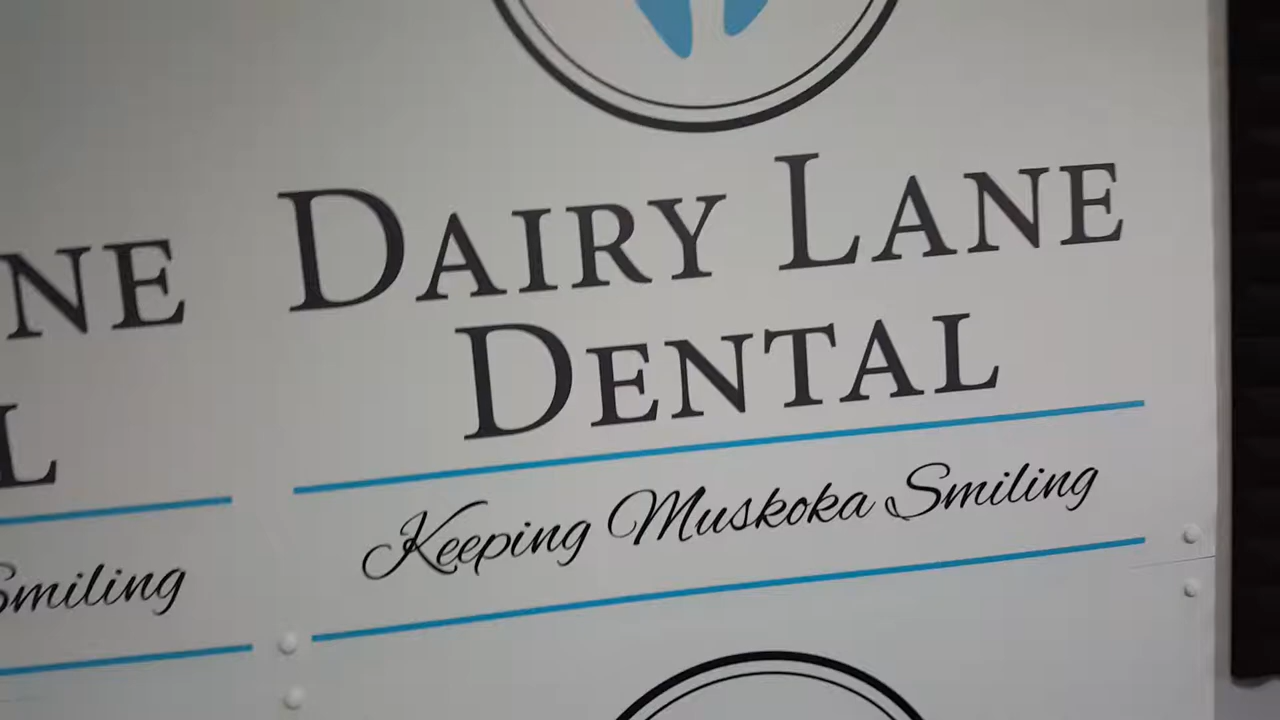 DAIRY LANE
DENTAL
Keeping Muskoka Smiling
NE
L
Smiling